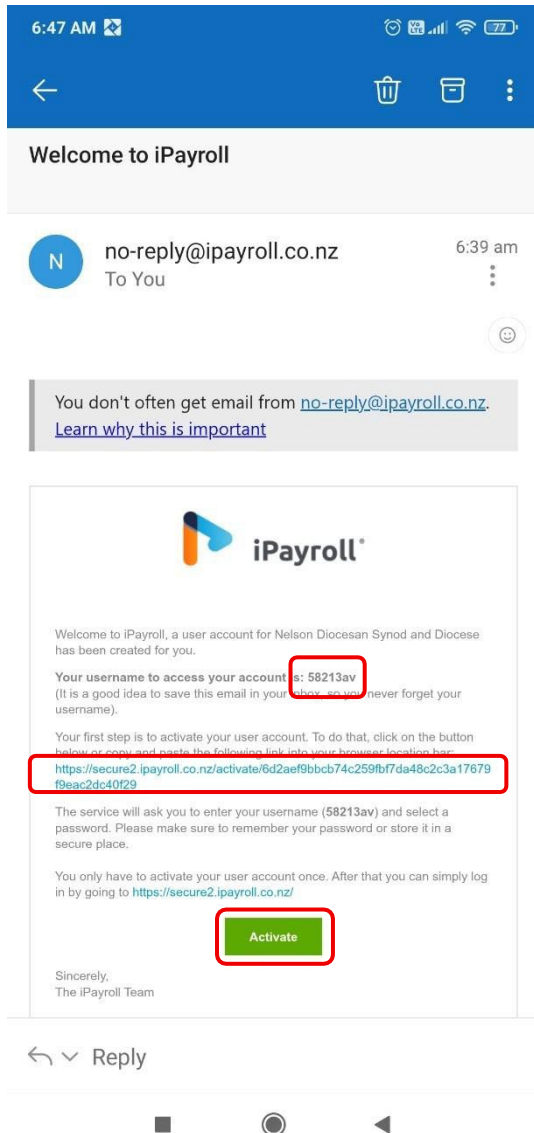 6:47 AM
77
Welcome to iPayroll
N
no-reply@ipayroll.co.nz
6:39 am
To You
You don't often get email from no-reply@ipayroll.co.nz.
Learn why this is important
iPayroll®
Welcome to iPayroll, a user account for Nelson Diocesan Synod and Diocese
has been created for you.
Your username to access your account is: 58213av
(It is a good idea to save this email in your inbox, so you never forget your
username).
Your first step is to activate your user account. To do that, click on the button
below or copy and paste the following link into your browser location bar:
https://secure2.ipayroll.co.nz/activate/6d2aef9bbcb74c259fbf7da48c2c3a17679
f9eac2dc40f29
The service will ask you to enter your username (58213av) and select a
password. Please make sure to remember your password or store it in a
secure place.
You only have to activate your user account once. After that you can simply log
in by going to https://secure2.ipayroll.co.nz/
Activate
Sincerely,
The iPayroll Team
Reply